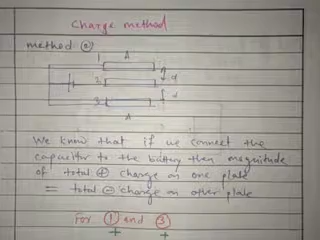 Charge method
method ②
1 A
2 d
3 d
A
We know that if we connect the
capacitor to the battery then magnitude
of total ⊕ charge on one plate
= total ⊖ charge on other plate
For ① and ③
+ +